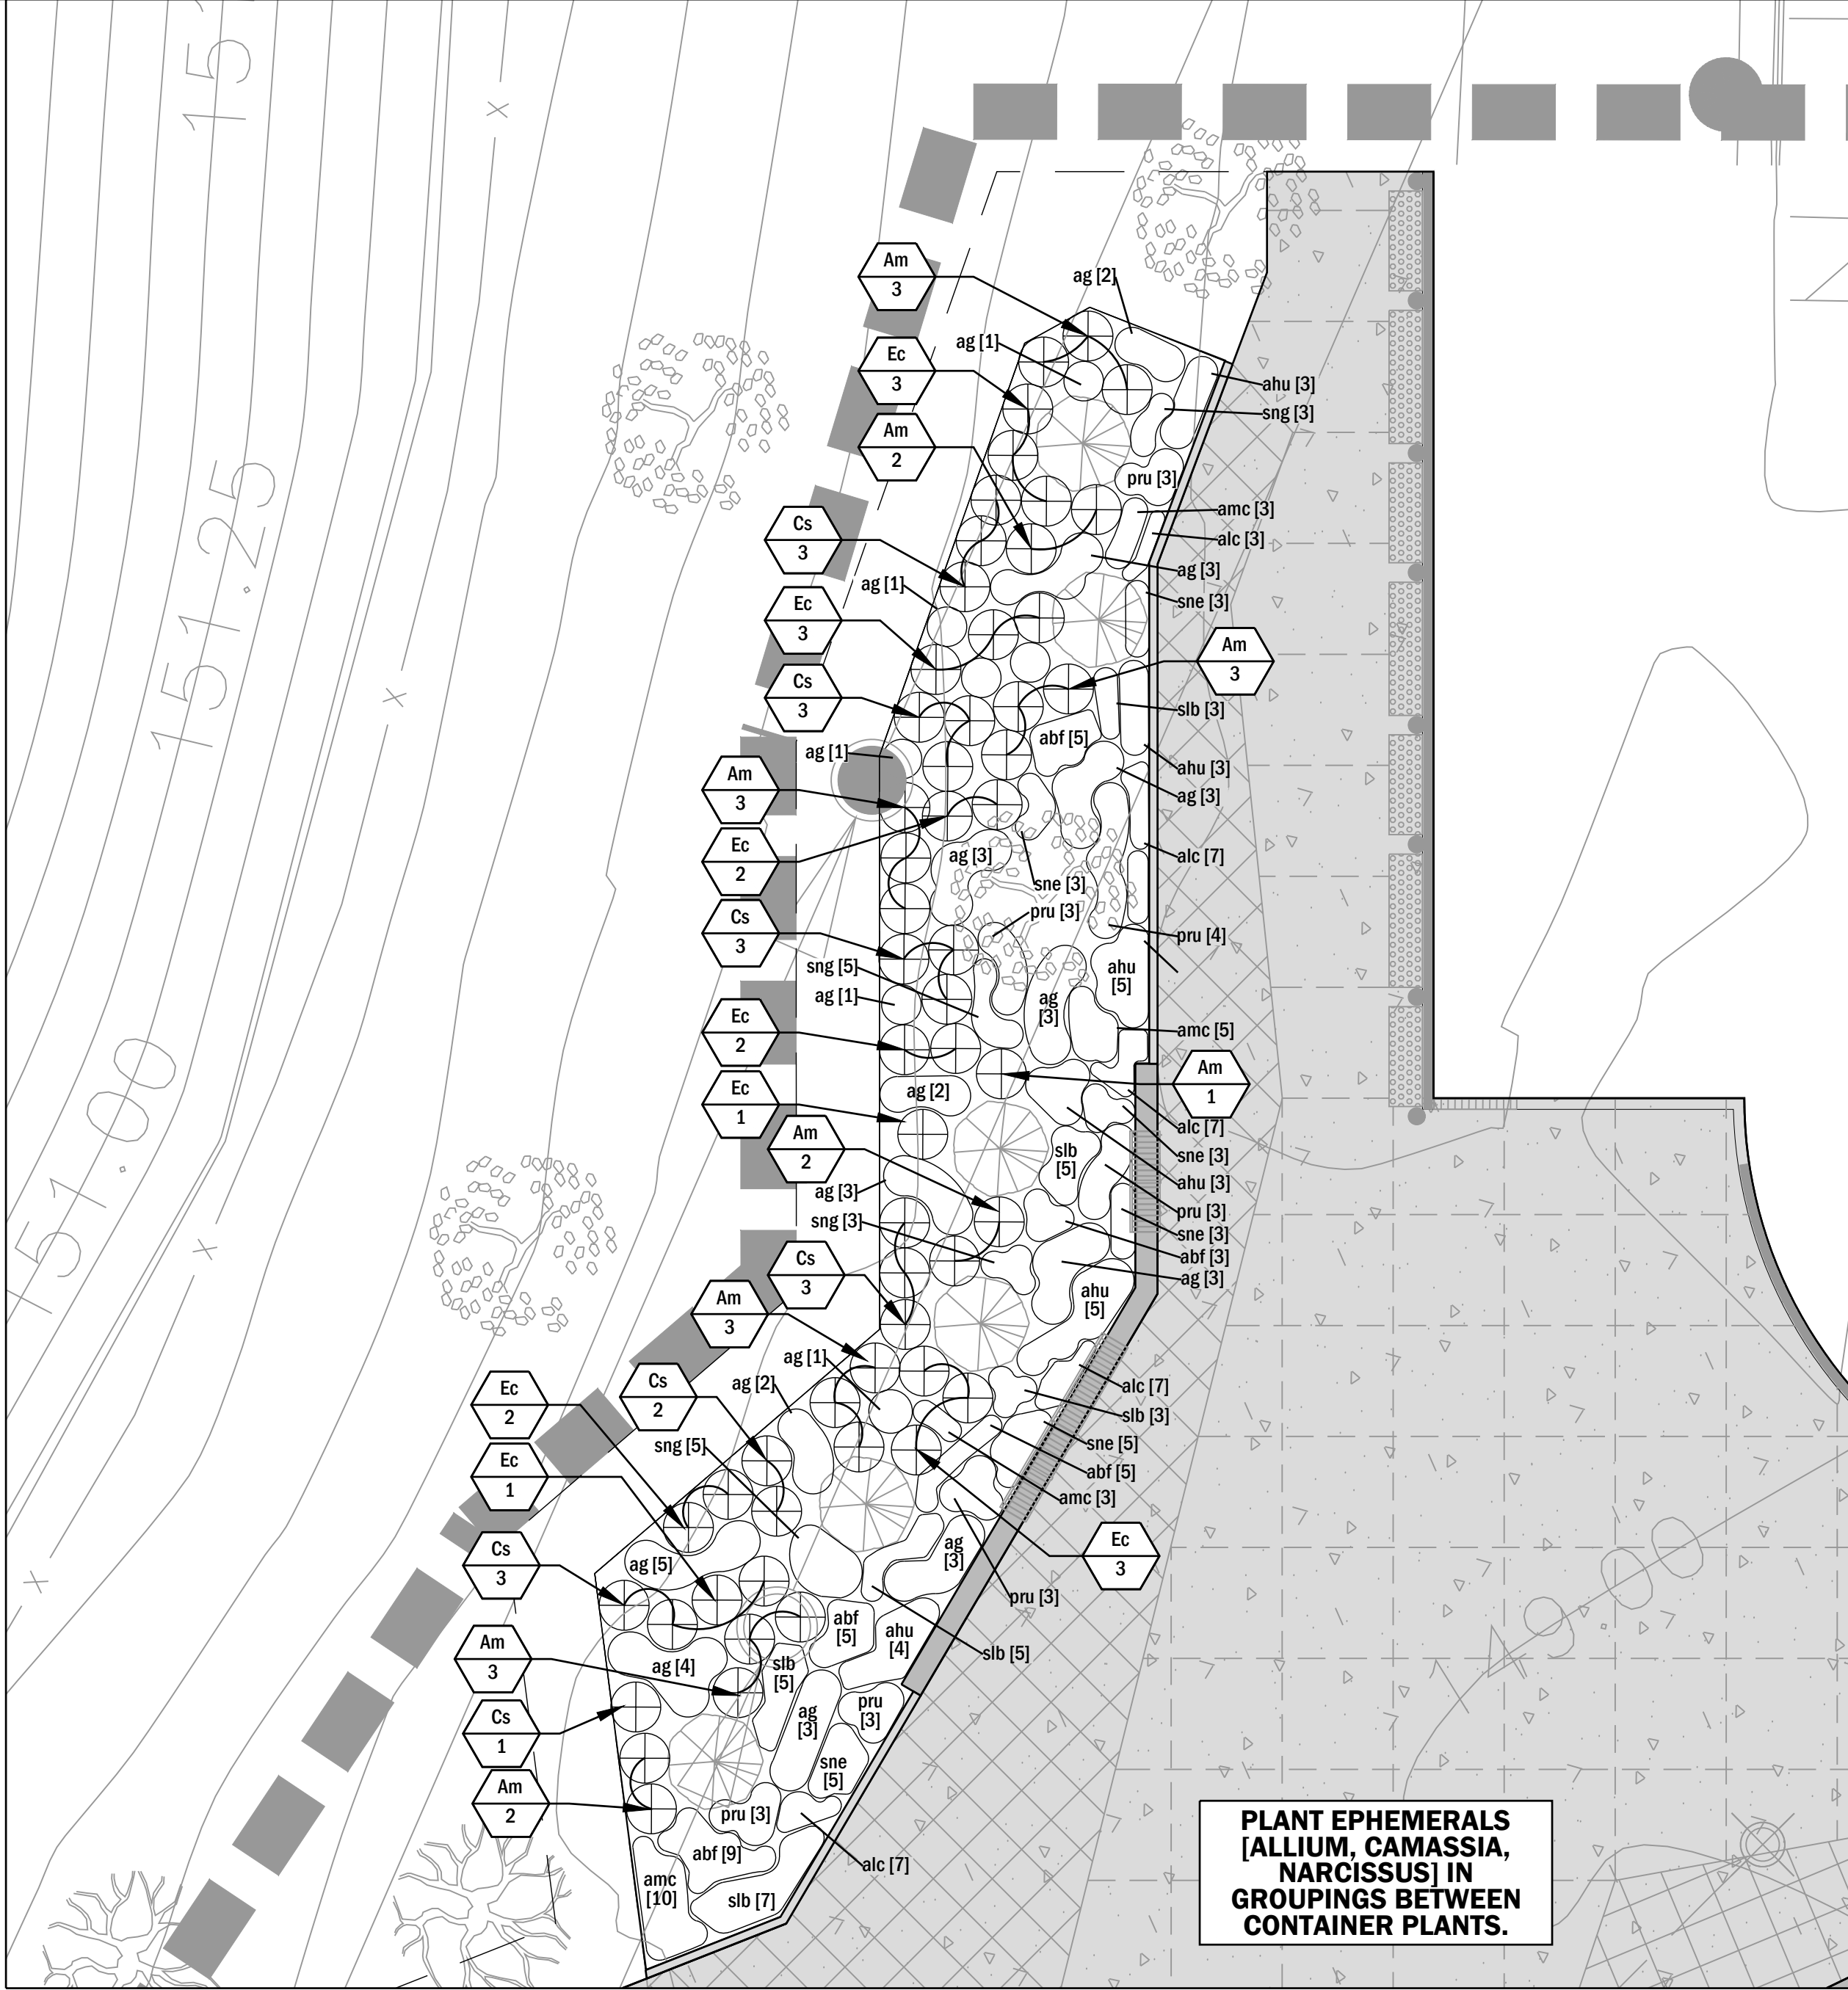 151.25
151.00
Am
3
ag [2]
ag [1]
Ec
3
ahu [3]
sng [3]
Am
2
pru [3]
amc [3]
Cs
3
alc [3]
ag [3]
ag [1]
sne [3]
Ec
3
Am
3
Cs
3
slb [3]
abf [5]
ag [1]
ahu [3]
Am
3
ag [3]
Ec
2
ag [3]
alc [7]
sne [3]
pru [3]
Cs
3
pru [4]
sng [5]
ahu
[5]
ag [1]
ag
[3]
Ec
2
amc [5]
Am
1
Ec
1
ag [2]
alc [7]
Am
2
slb
[5]
sne [3]
ahu [3]
ag [3]
pru [3]
sng [3]
sne [3]
abf [3]
Cs
3
ag [3]
ahu
[5]
Am
3
ag [1]
ag [2]
Cs
2
alc [7]
Ec
2
slb [3]
sng [5]
sne [5]
Ec
1
abf [5]
amc [3]
Ec
3
ag
[3]
Cs
3
ag [5]
pru [3]
abf
[5]
ahu
[4]
slb [5]
Am
3
ag [4]
slb
[5]
Cs
1
ag
[3]
pru
[3]
sne
[5]
Am
2
pru [3]
abf [9]
alc [7]
amc
[10]
slb [7]
PLANT EPHEMERALS
[ALLIUM, CAMASSIA,
NARCISSUS] IN
GROUPINGS BETWEEN
CONTAINER PLANTS.